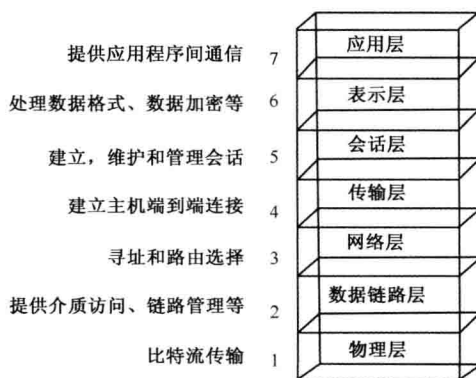 提供应用程序间通信 7 应用层
处理数据格式、数据加密等 6 表示层
建立，维护和管理会话 5 会话层
建立主机端到端连接 4 传输层
寻址和路由选择 3 网络层
提供介质访问、链路管理等 2 数据链路层
比特流传输 1 物理层